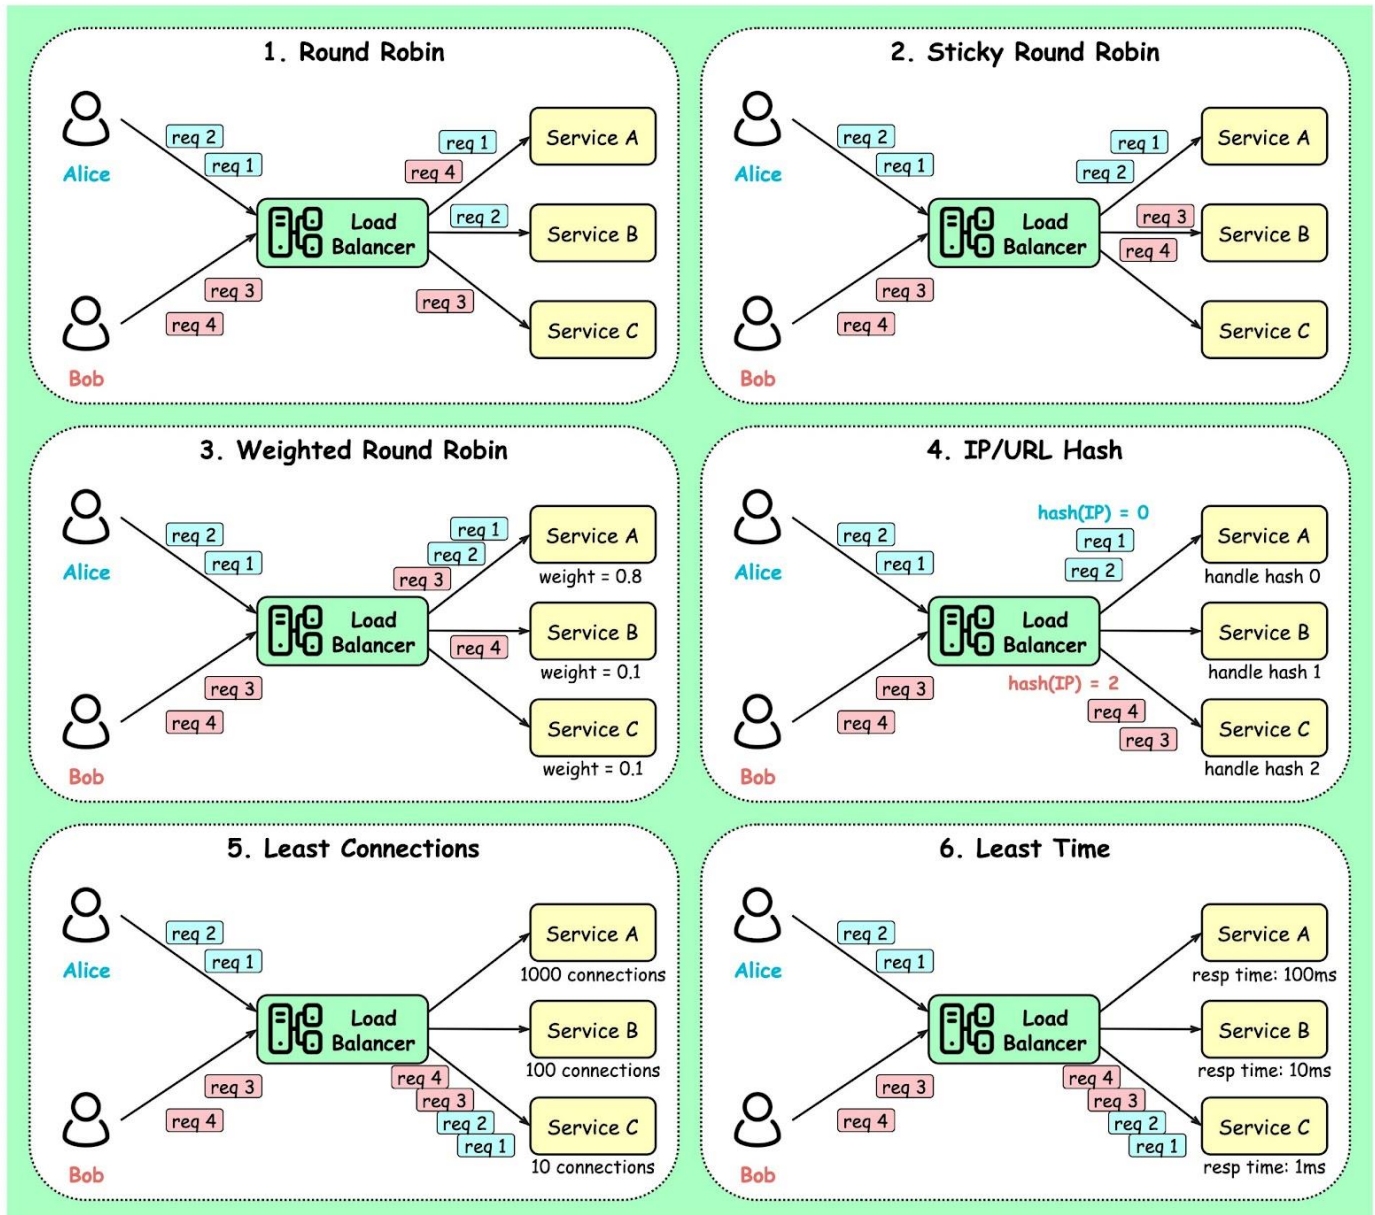 1. Round Robin
req 2
req 1
Alice
req 3
req 4
Bob
Load
Balancer
req 1
req 4
req 2
req 3
Service A
Service B
Service C
2. Sticky Round Robin
req 2
req 1
Alice
req 3
req 4
Bob
Load
Balancer
req 1
req 2
req 3
req 4
Service A
Service B
Service C
3. Weighted Round Robin
req 2
req 1
Alice
req 3
req 4
Bob
Load
Balancer
req 1
req 2
req 3
req 4
Service A
weight = 0.8
Service B
weight = 0.1
Service C
weight = 0.1
4. IP/URL Hash
req 2
req 1
Alice
req 3
req 4
Bob
Load
Balancer
hash(IP) = 0
req 1
req 2
hash(IP) = 2
req 4
req 3
Service A
handle hash 0
Service B
handle hash 1
Service C
handle hash 2
5. Least Connections
req 2
req 1
Alice
req 3
req 4
Bob
Load
Balancer
req 4
req 3
req 2
req 1
Service A
1000 connections
Service B
100 connections
Service C
10 connections
6. Least Time
req 2
req 1
Alice
req 3
req 4
Bob
Load
Balancer
req 4
req 3
req 2
req 1
Service A
resp time: 100ms
Service B
resp time: 10ms
Service C
resp time: 1ms